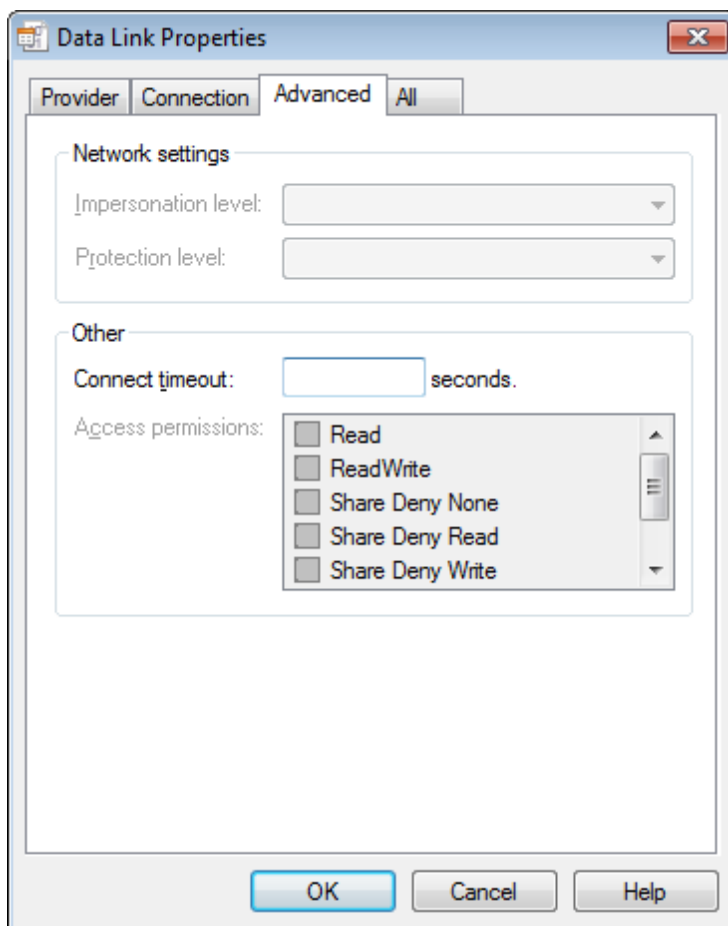 Data Link Properties
Provider Connection Advanced All
Network settings
Impersonation level:
Protection level:
Other
Connect timeout: seconds.
Access permissions: Read
ReadWrite
Share Deny None
Share Deny Read
Share Deny Write
OK Cancel Help